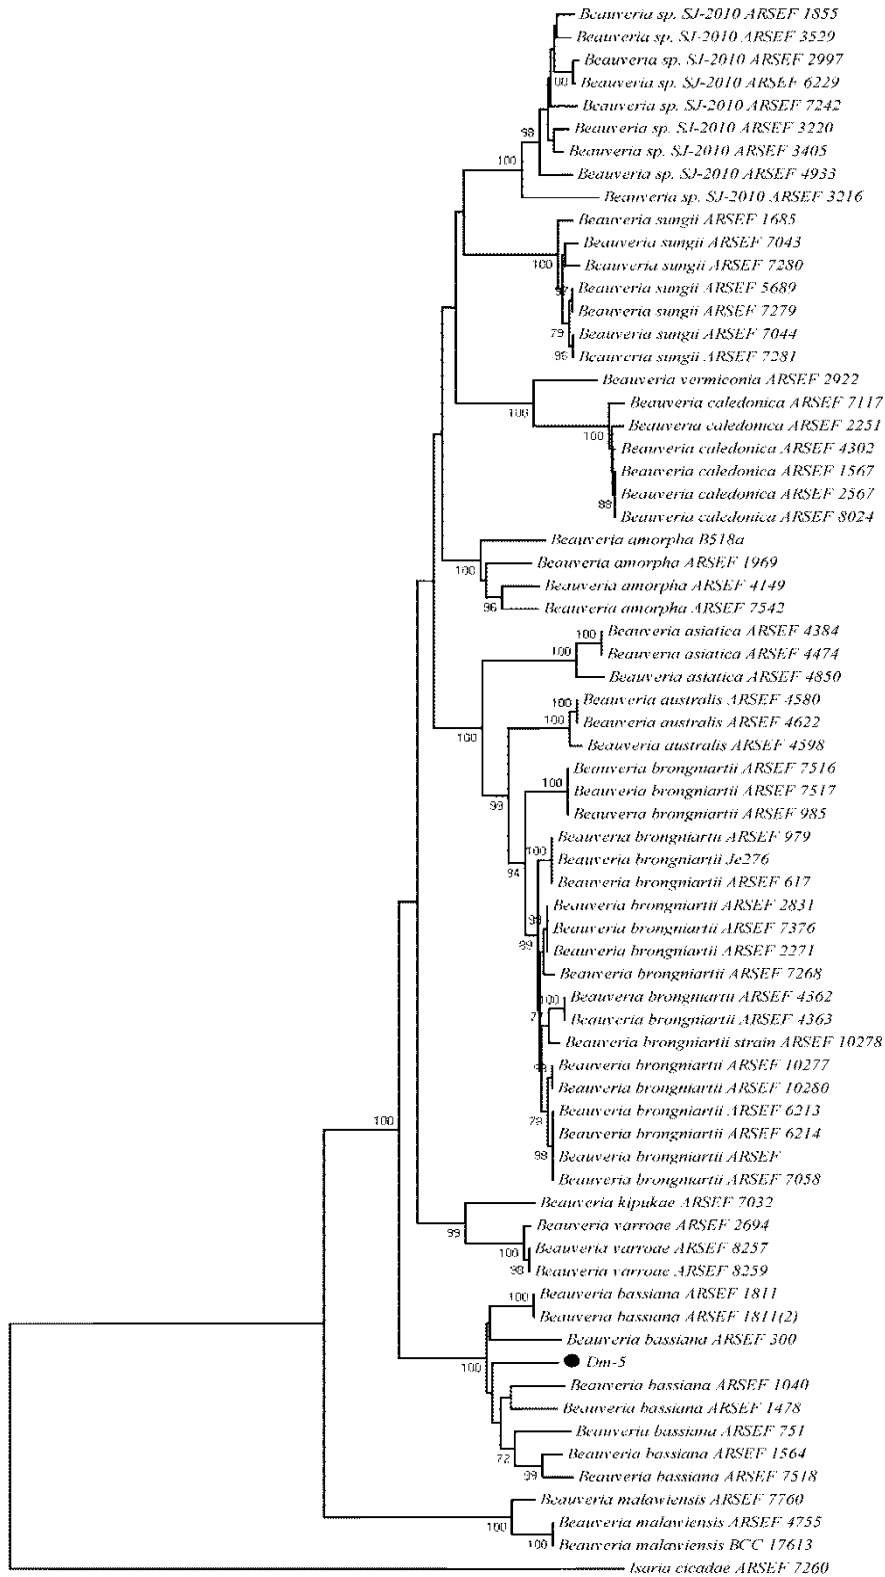 Beauveria sp. SJ-2010 ARSEF 1855
Beauveria sp. SJ-2010 ARSEF 3529
Beauveria sp. SJ-2010 ARSEF 2997
Beauveria sp. SJ-2010 ARSEF 6229
Beauveria sp. SJ-2010 ARSEF 7242
Beauveria sp. SJ-2010 ARSEF 3220
98
Beauveria sp. SJ-2010 ARSEF 3405
100
Beauveria sp. SJ-2010 ARSEF 4933
Beauveria sp. SJ-2010 ARSEF 3216
Beauveria sungii ARSEF 1685
Beauveria sungii ARSEF 7043
100
Beauveria sungii ARSEF 7280
Beauveria sungii ARSEF 5689
Beauveria sungii ARSEF 7279
79
Beauveria sungii ARSEF 7044
Beauveria sungii ARSEF 7281
Beauveria vermiconia ARSEF 2922
Beauveria caledonica ARSEF 7117
100
Beauveria caledonica ARSEF 2251
100
Beauveria caledonica ARSEF 4302
Beauveria caledonica ARSEF 1567
Beauveria caledonica ARSEF 2567
Beauveria caledonica ARSEF 8024
Beauveria amorpha B518a
100
Beauveria amorpha ARSEF 1969
Beauveria amorpha ARSEF 4149
96
Beauveria amorpha ARSEF 7542
100
Beauveria asiatica ARSEF 4384
100
Beauveria asiatica ARSEF 4474
Beauveria asiatica ARSEF 4850
100
Beauveria australis ARSEF 4580
100
Beauveria australis ARSEF 4622
100
Beauveria australis ARSEF 4598
Beauveria brongniartii ARSEF 7516
100
Beauveria brongniartii ARSEF 7517
99
Beauveria brongniartii ARSEF 985
Beauveria brongniartii ARSEF 979
100
Beauveria brongniartii Je276
94
Beauveria brongniartii ARSEF 617
Beauveria brongniartii ARSEF 2831
Beauveria brongniartii ARSEF 7376
99
Beauveria brongniartii ARSEF 2271
Beauveria brongniartii ARSEF 7268
100
Beauveria brongniartii ARSEF 4362
77
Beauveria brongniartii ARSEF 4363
Beauveria brongniartii strain ARSEF 10278
Beauveria brongniartii ARSEF 10277
Beauveria brongniartii ARSEF 10280
Beauveria brongniartii ARSEF 6213
79
100
Beauveria brongniartii ARSEF 6214
98
Beauveria brongniartii ARSEF
Beauveria brongniartii ARSEF 7058
Beauveria kipukae ARSEF 7032
99
Beauveria varroae ARSEF 2694
100
Beauveria varroae ARSEF 8257
98
Beauveria varroae ARSEF 8259
100
Beauveria bassiana ARSEF 1811
Beauveria bassiana ARSEF 1811(2)
Beauveria bassiana ARSEF 300
100
Dm-5
Beauveria bassiana ARSEF 1040
Beauveria bassiana ARSEF 1478
Beauveria bassiana ARSEF 751
72
Beauveria bassiana ARSEF 1564
99
Beauveria bassiana ARSEF 7518
Beauveria malawiensis ARSEF 7760
100
Beauveria malawiensis ARSEF 4755
100
Beauveria malawiensis BCC 17613
Isaria cicadae ARSEF 7260